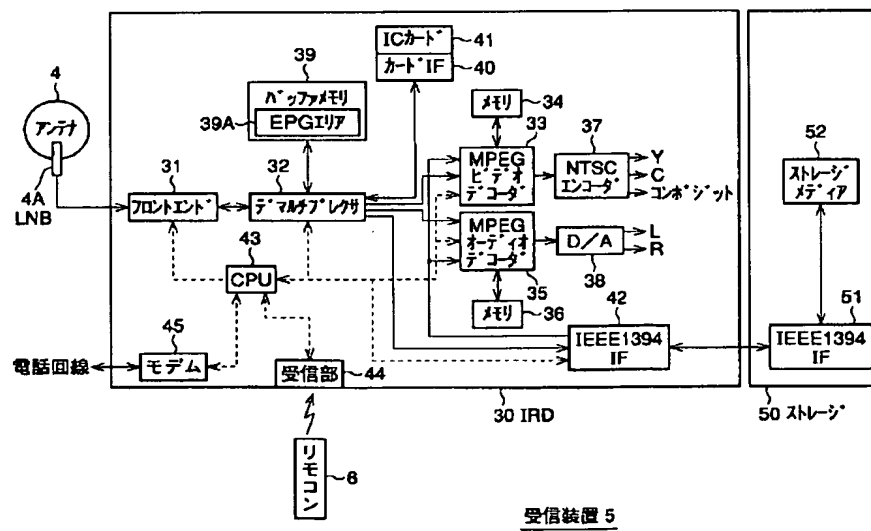 ICカード
41
カードIF
40
39
バッファメモリ
39A
EPGエリア
4
アンテナ
4A
LNB
31
フロントエンド
32
デマルチプレクサ
メモリ
34
33
MPEG
ビデオ
デコーダ
37
NTSC
エンコーダ
Y
C
コンポジット
MPEG
オーディオ
デコーダ
35
D/A
38
L
R
メモリ
36
43
CPU
42
IEEE1394
IF
45
モデム
電話回線
受信部
44
30 IRD
リモコン
6
52
ストレージ
メディア
51
IEEE1394
IF
50 ストレージ
受信装置 5